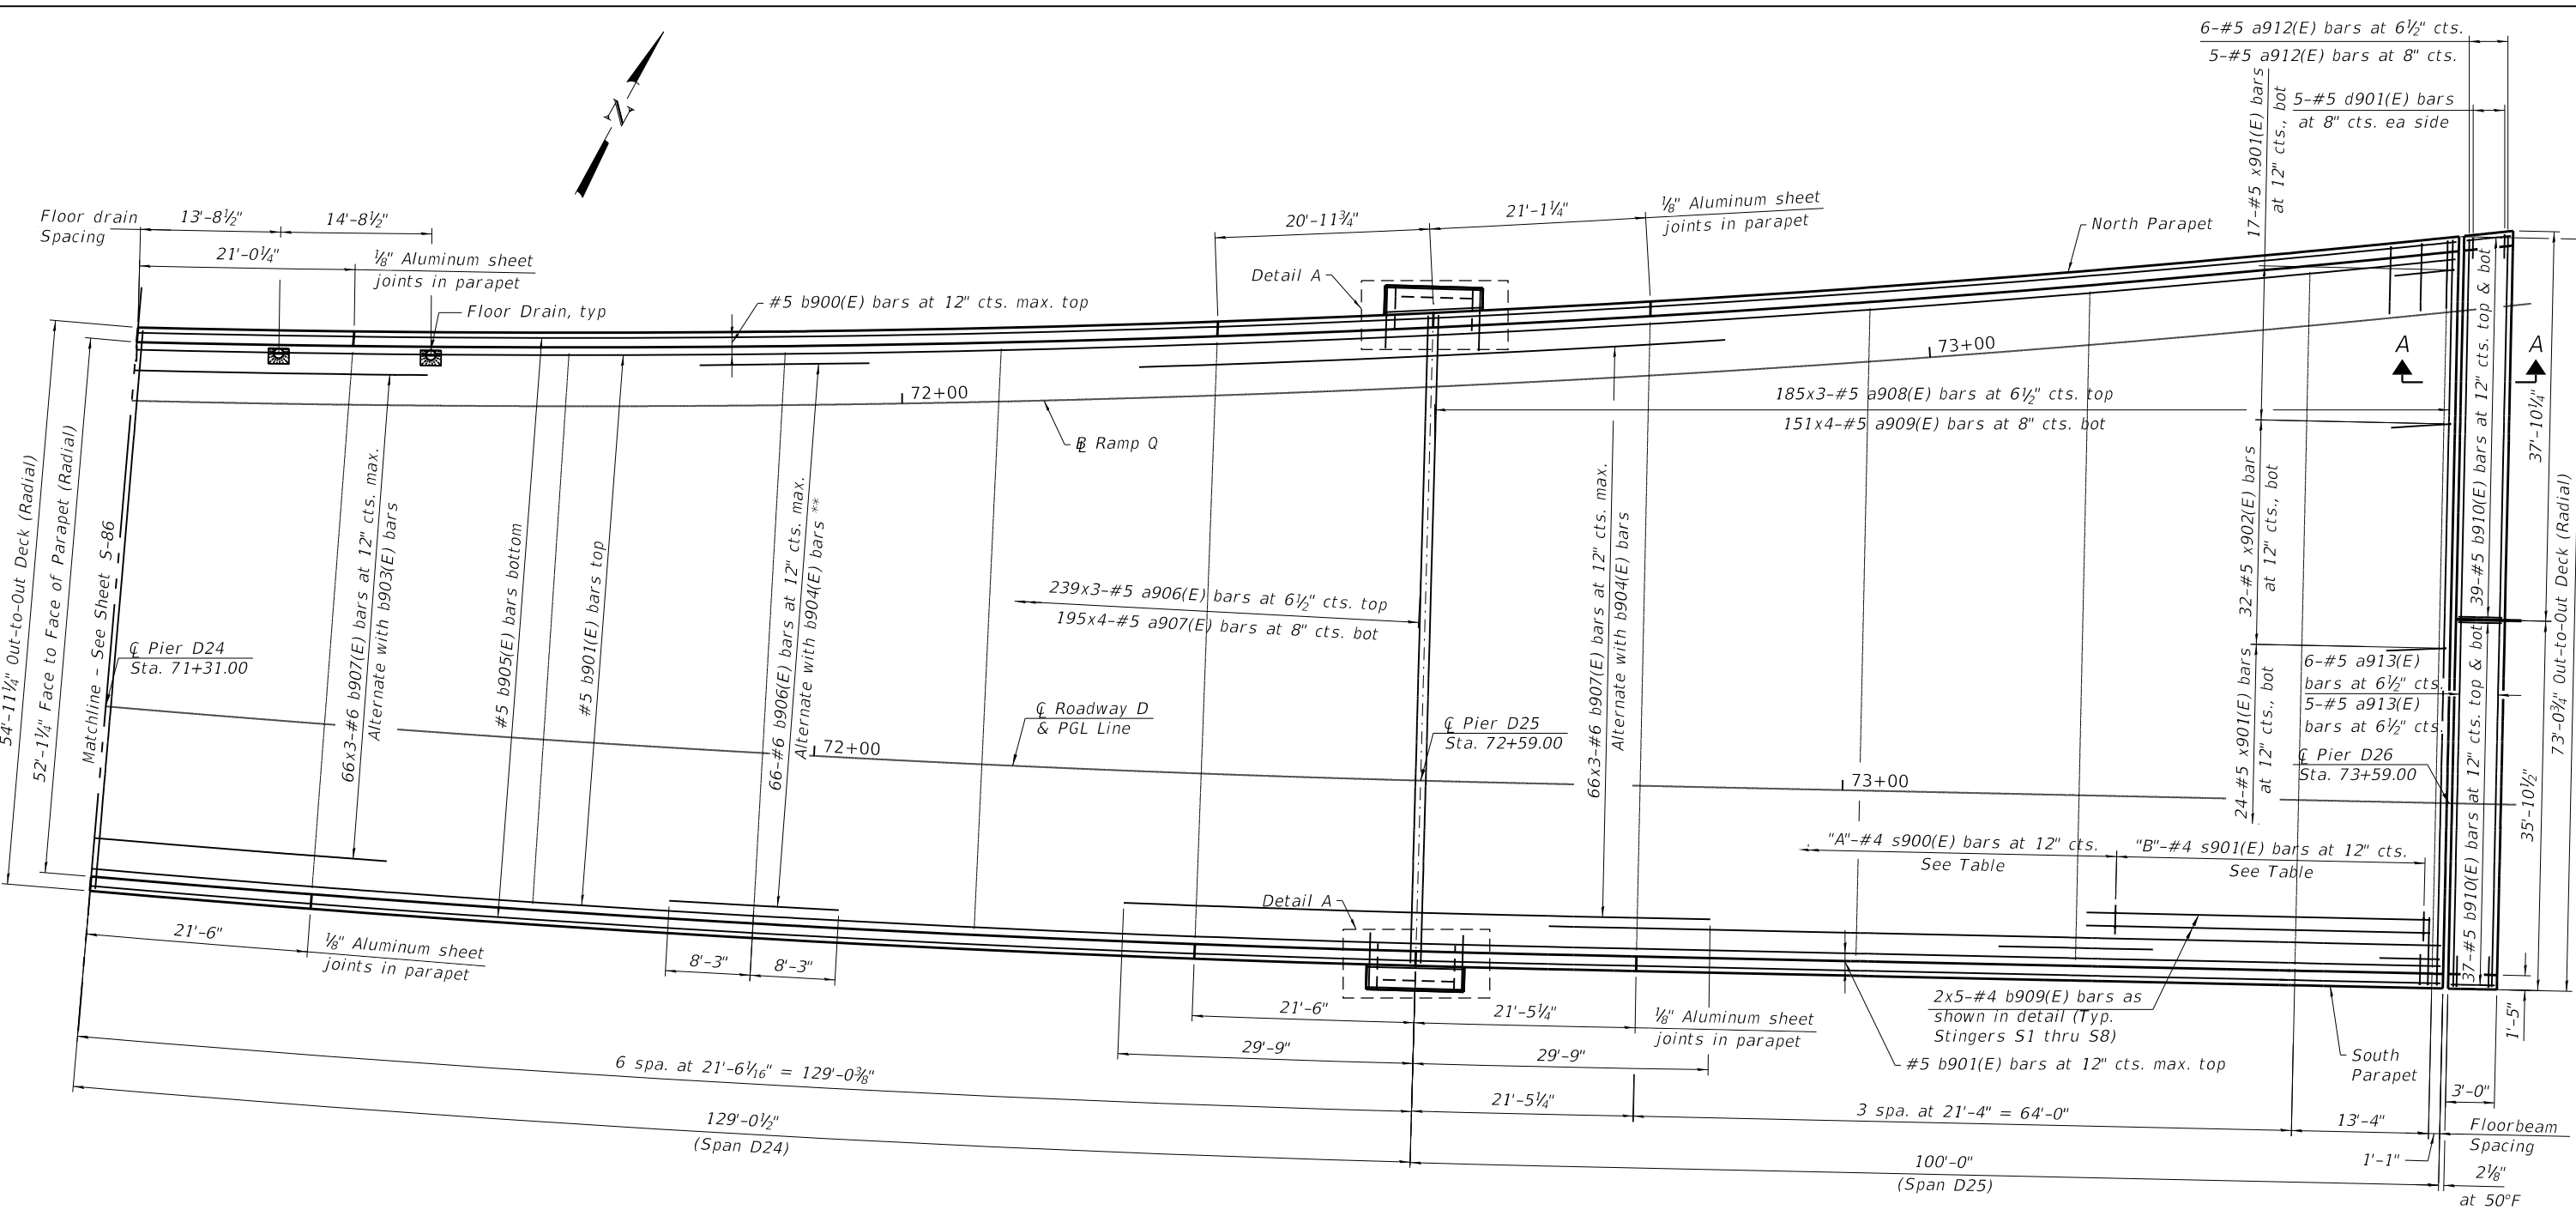 6-#5 a912(E) bars at 6½" cts.
5-#5 a912(E) bars at 8" cts.
17-#5 x901(E) bars
at 12" cts., bot
5-#5 d901(E) bars
at 8" cts. ea side
N
Floor drain
Spacing
13'-8½"
14'-8½"
21'-0¼"
⅛" Aluminum sheet
joints in parapet
Floor Drain, typ
#5 b900(E) bars at 12" cts. max. top
20'-11¾"
21'-1¼"
⅛" Aluminum sheet
joints in parapet
Detail A
North Parapet
72+00
73+00
℄ Ramp Q
185x3-#5 a908(E) bars at 6½" cts. top
151x4-#5 a909(E) bars at 8" cts. bot
A
A
37'-10¼"
39-#5 b910(E) bars at 12" cts. top & bot
73'-0¾" Out-to-Out Deck (Radial)
54'-11¼" Out-to-Out Deck (Radial)
52'-1¼" Face to Face of Parapet (Radial)
Matchline - See Sheet S-86
℄ Pier D24
Sta. 71+31.00
66x3-#6 b907(E) bars at 12" cts. max.
Alternate with b903(E) bars
#5 b905(E) bars bottom
#5 b901(E) bars top
66-#6 b906(E) bars at 12" cts. max.
Alternate with b904(E) bars **
239x3-#5 a906(E) bars at 6½" cts. top
195x4-#5 a907(E) bars at 8" cts. bot
66x3-#6 b907(E) bars at 12" cts. max.
Alternate with b904(E) bars
32-#5 x902(E) bars
at 12" cts., bot
24-#5 x901(E) bars
at 12" cts., bot
6-#5 a913(E)
bars at 6½" cts.
5-#5 a913(E)
bars at 6½" cts.
℄ Pier D26
Sta. 73+59.00
37-#5 b910(E) bars at 12" cts. top & bot
35'-10½"
℄ Roadway D
& PGL Line
72+00
℄ Pier D25
Sta. 72+59.00
73+00
"A"-#4 s900(E) bars at 12" cts.
See Table
"B"-#4 s901(E) bars at 12" cts.
See Table
Detail A
21'-6"
⅛" Aluminum sheet
joints in parapet
8'-3"
8'-3"
21'-6"
21'-5¼"
⅛" Aluminum sheet
joints in parapet
29'-9"
29'-9"
2x5-#4 b909(E) bars as
shown in detail (Typ.
Stingers S1 thru S8)
#5 b901(E) bars at 12" cts. max. top
South
Parapet
1'-5"
3'-0"
6 spa. at 21'-6 1/16" = 129'-0⅜"
21'-5¼"
3 spa. at 21'-4" = 64'-0"
13'-4"
Floorbeam
Spacing
129'-0½"
(Span D24)
100'-0"
(Span D25)
1'-1"
2⅛"
at 50°F